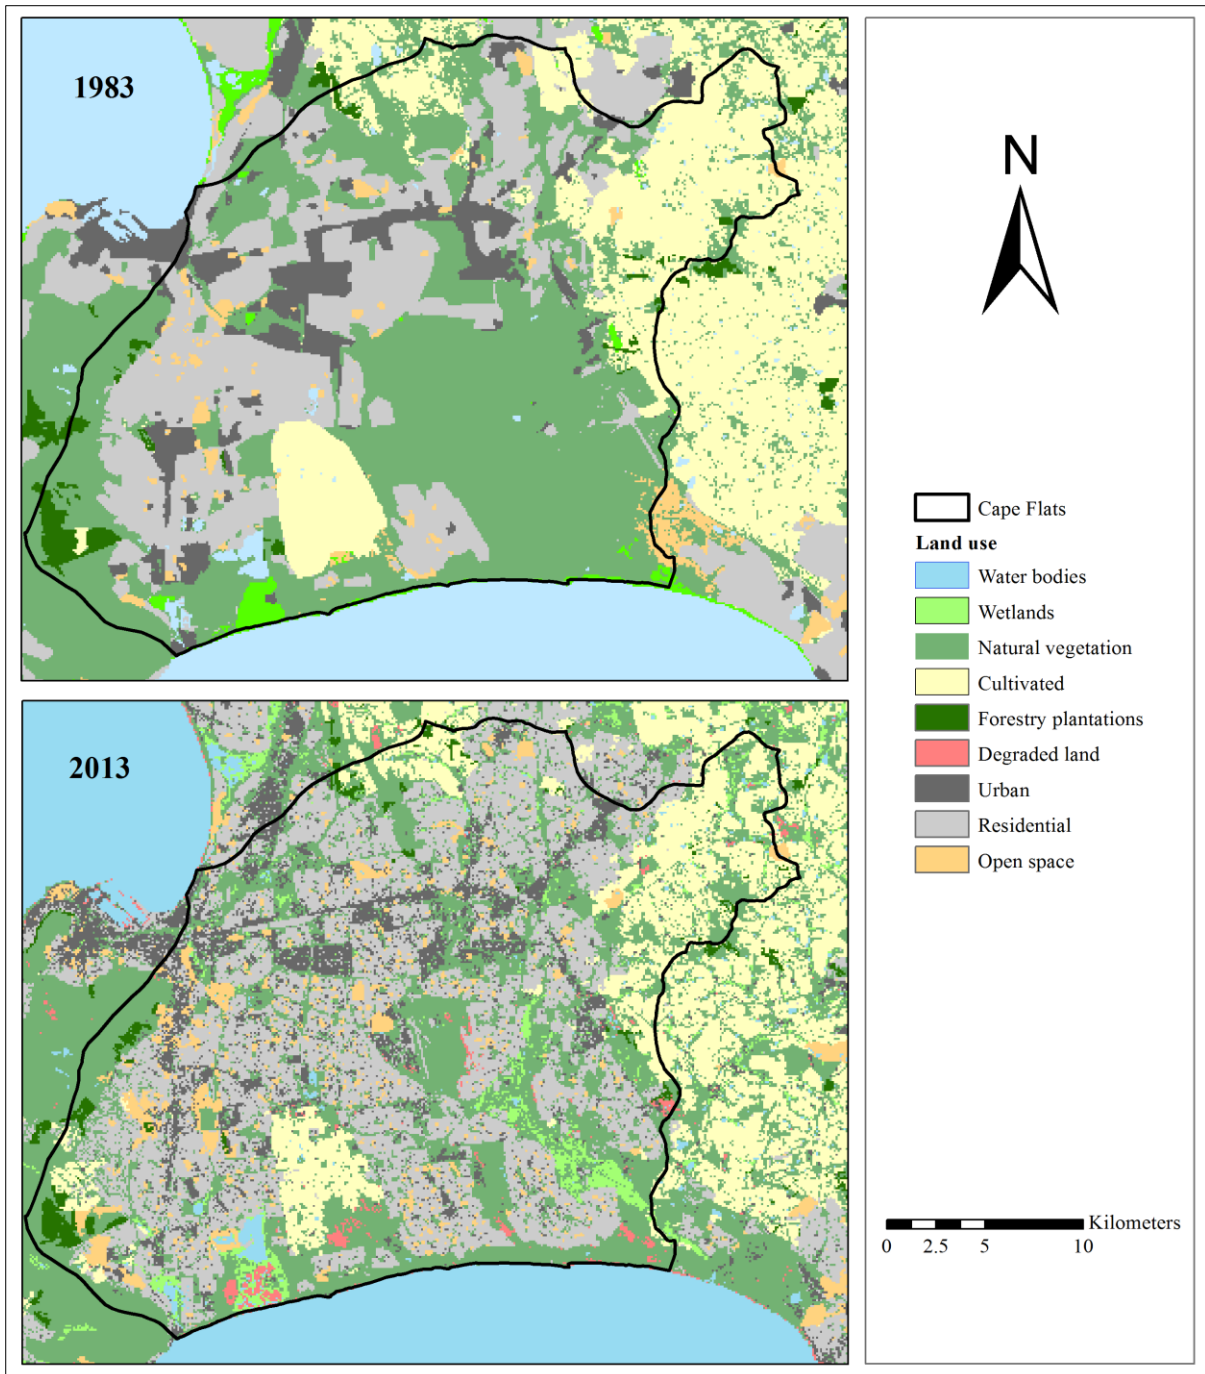 1983
2013
N
Cape Flats
Land use
Water bodies
Wetlands
Natural vegetation
Cultivated
Forestry plantations
Degraded land
Urban
Residential
Open space
Kilometers
0 2.5 5 10